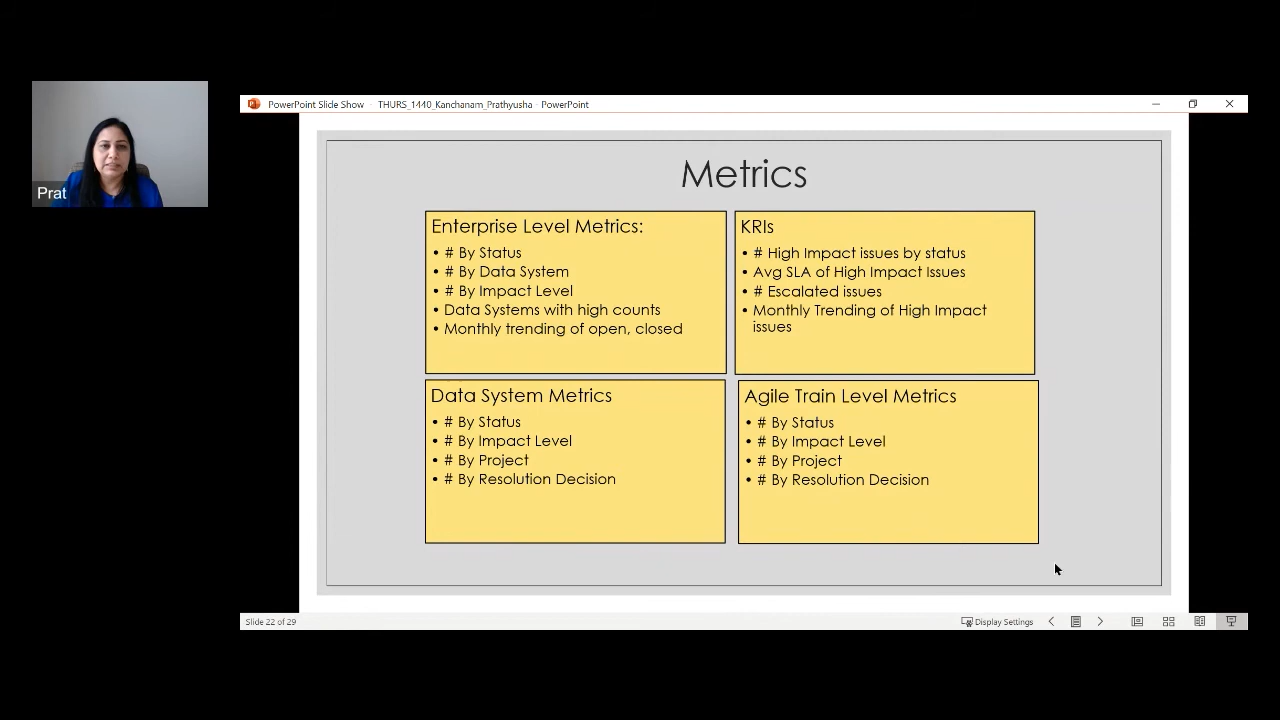 PowerPoint Slide Show - THURS_1440_Kanchanam_Prathyusha - PowerPoint
Prat
Metrics
Enterprise Level Metrics:
• # By Status
• # By Data System
• # By Impact Level
• Data Systems with high counts
• Monthly trending of open, closed
KRIs
• # High Impact issues by status
• Avg SLA of High Impact Issues
• # Escalated issues
• Monthly Trending of High Impact
issues
Data System Metrics
• # By Status
• # By Impact Level
• # By Project
• # By Resolution Decision
Agile Train Level Metrics
• # By Status
• # By Impact Level
• # By Project
• # By Resolution Decision
Slide 22 of 29
Display Settings